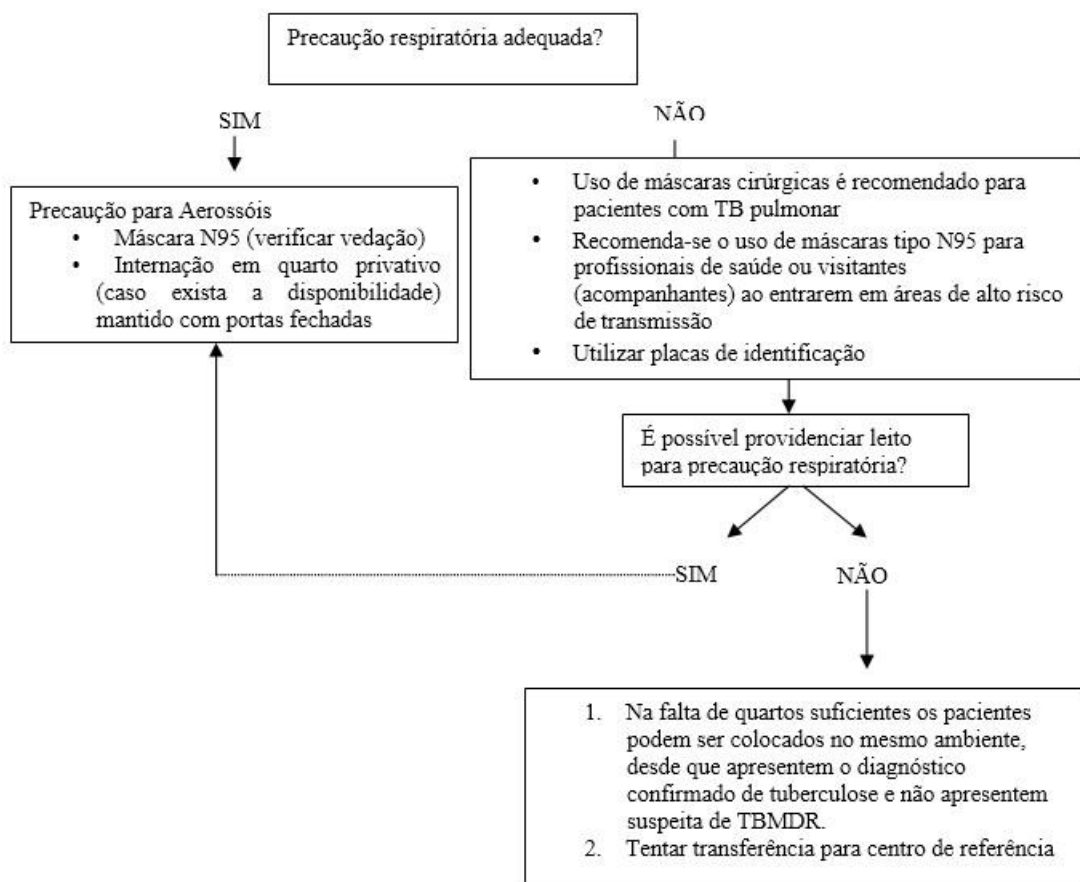 Precaução respiratória adequada?
SIM
NÃO
Precaução para Aerossóis
• Máscara N95 (verificar vedação)
• Internação em quarto privativo
(caso exista a disponibilidade)
mantido com portas fechadas
• Uso de máscaras cirúrgicas é recomendado para
pacientes com TB pulmonar
• Recomenda-se o uso de máscaras tipo N95 para
profissionais de saúde ou visitantes
(acompanhantes) ao entrarem em áreas de alto risco
de transmissão
• Utilizar placas de identificação
É possível providenciar leito
para precaução respiratória?
SIM
NÃO
1. Na falta de quartos suficientes os pacientes
podem ser colocados no mesmo ambiente,
desde que apresentem o diagnóstico
confirmado de tuberculose e não apresentem
suspeita de TBMDR.
2. Tentar transferência para centro de referência